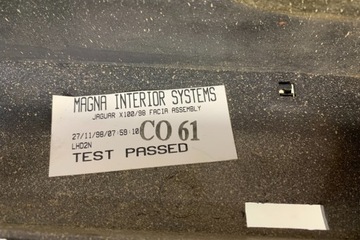 MAGNA INTERIOR SYSTEMS
JAGUAR X100/98 FACIA ASSEMBLY
27/11/98/07:59:10 CO 61
LHD2N
TEST PASSED